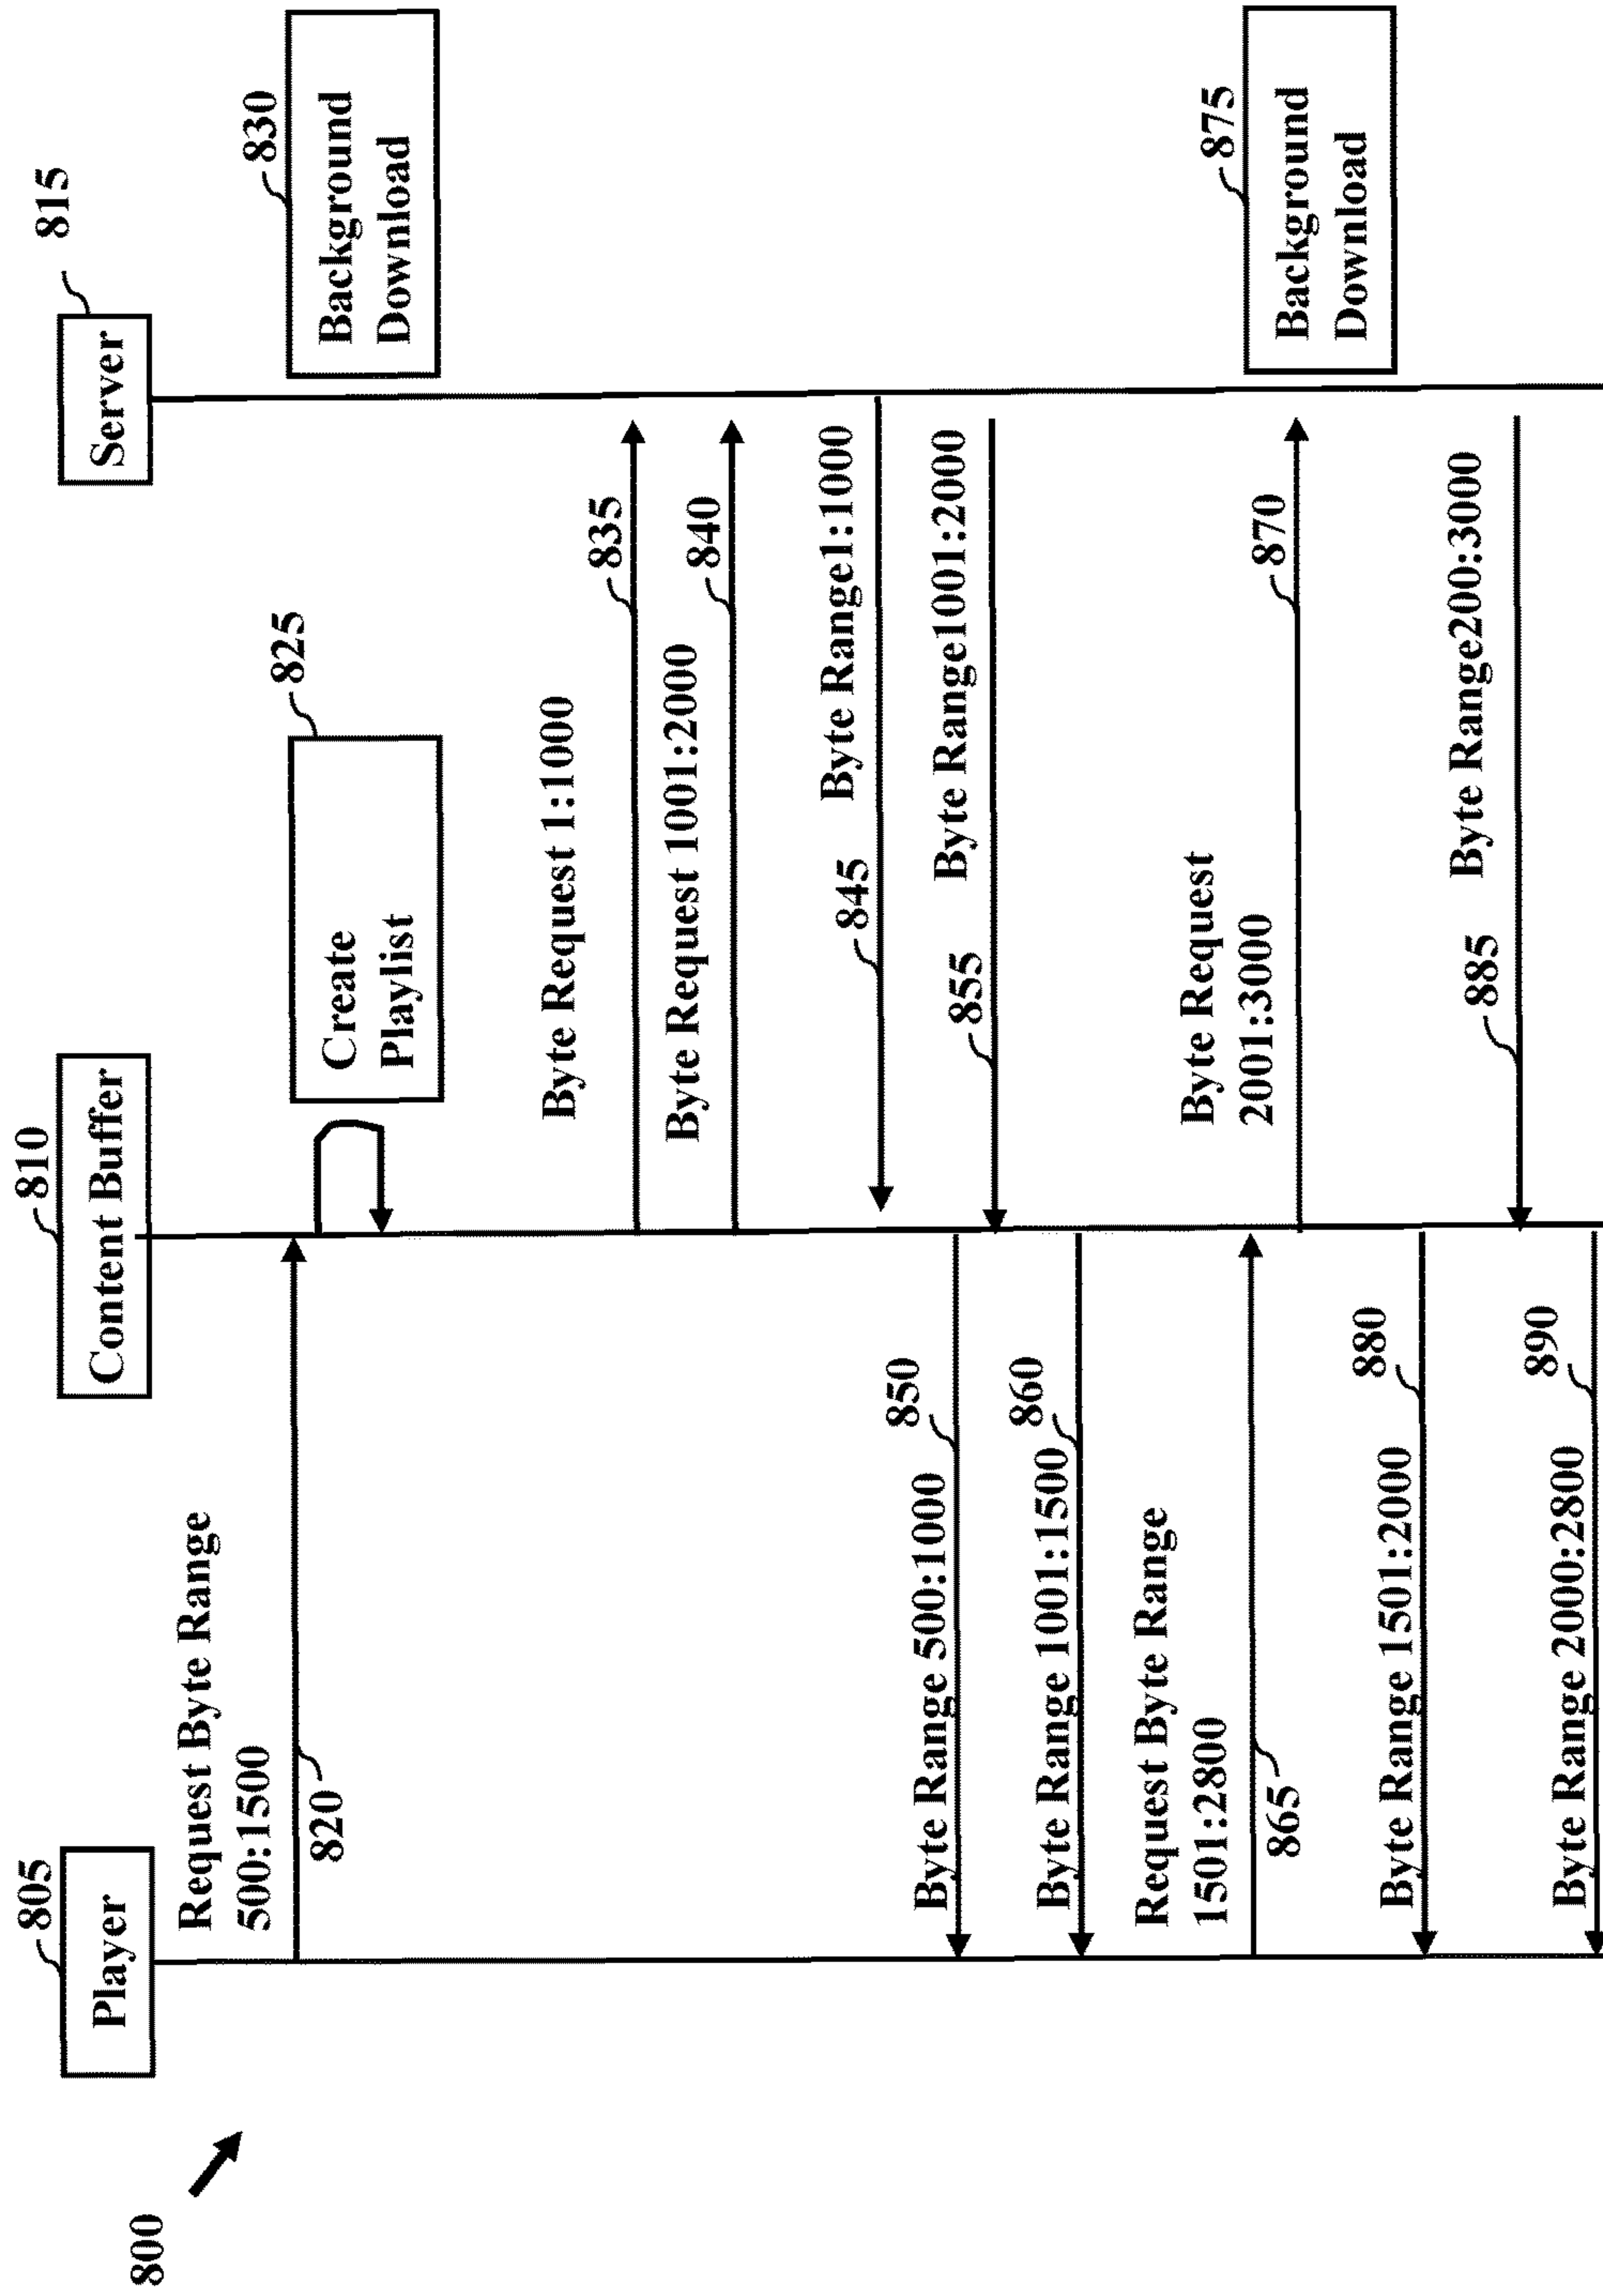 800
805
Player
810
Content Buffer
815
Server
Request Byte Range
500:1500
820
Create
Playlist
825
830
Background
Download
Byte Request 1:1000
835
Byte Request 1001:2000
840
845
Byte Range1:1000
Byte Range 500:1000
850
855
Byte Range1001:2000
Byte Range 1001:1500
860
Request Byte Range
1501:2800
865
Byte Request
2001:3000
870
875
Background
Download
Byte Range 1501:2000
880
885
Byte Range200:3000
Byte Range 2000:2800
890